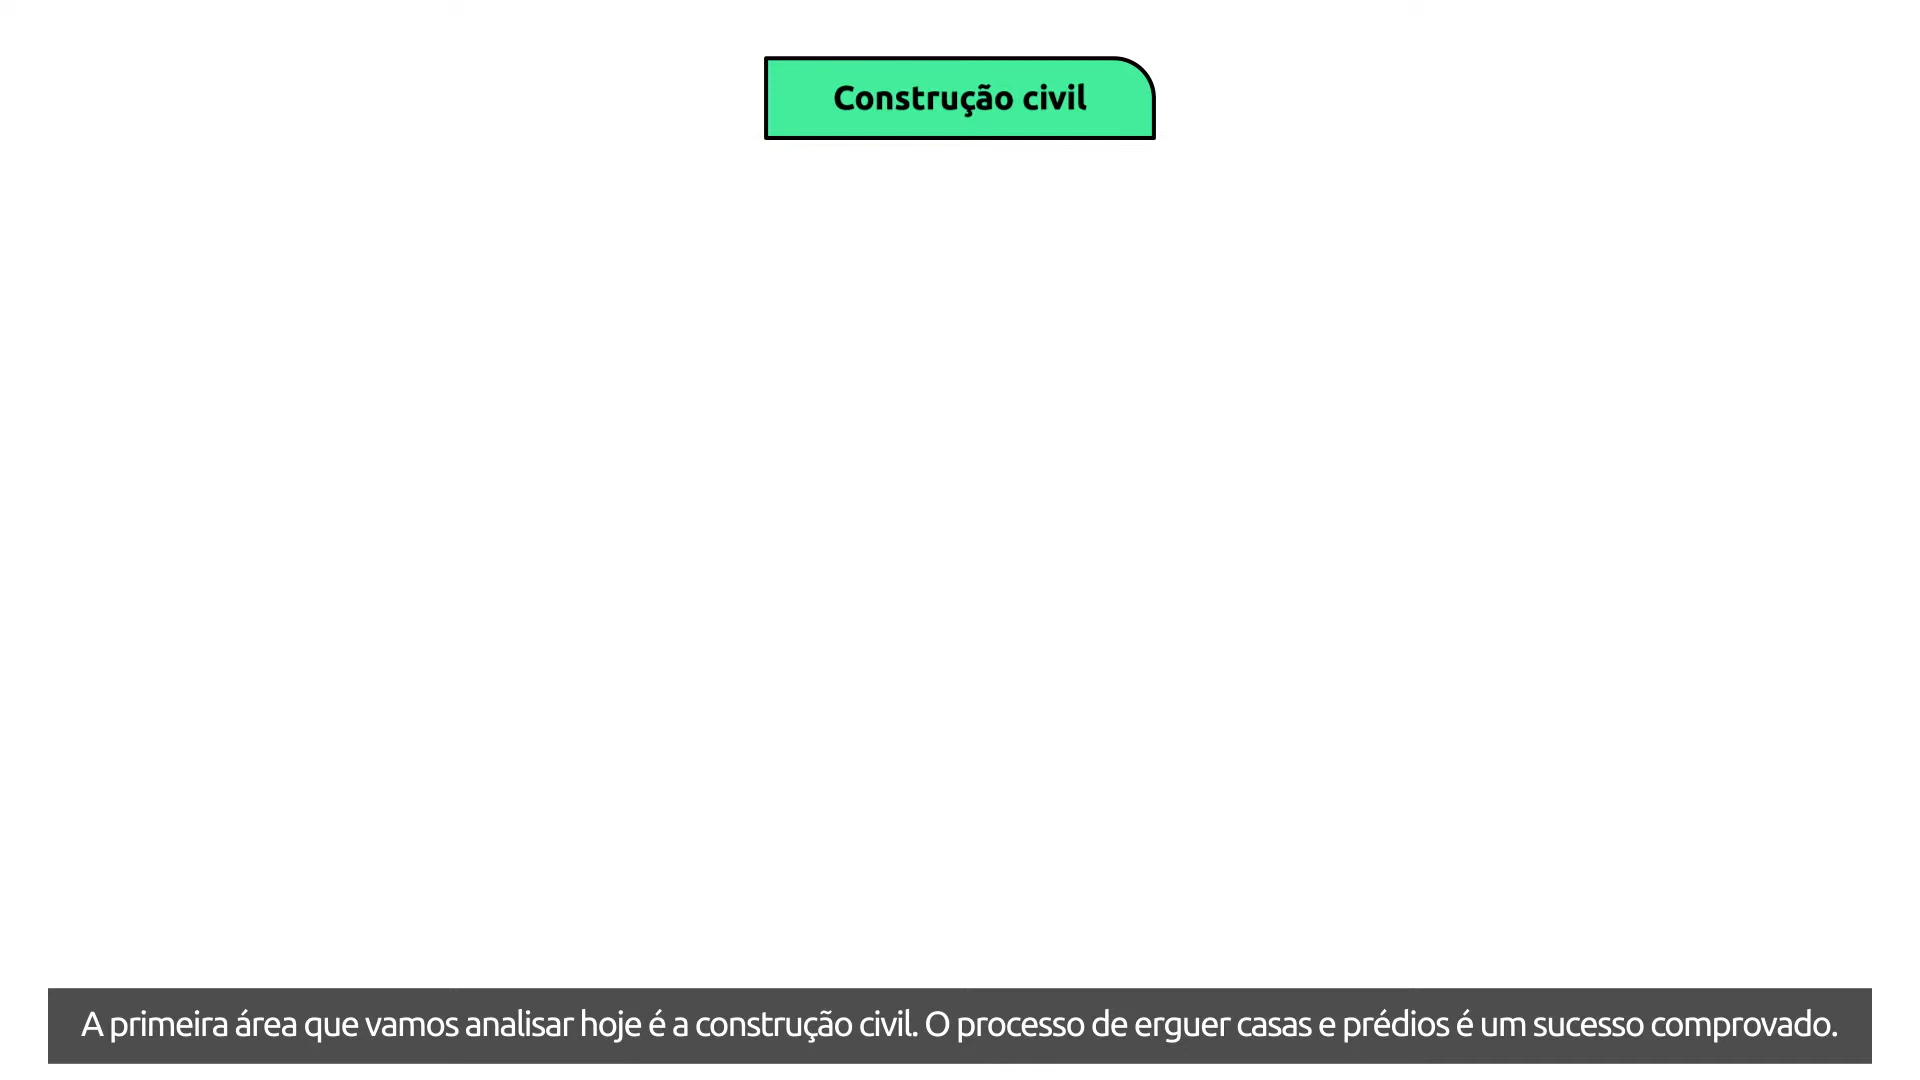 Construção civil
A primeira área que vamos analisar hoje é a construção civil. O processo de erguer casas e prédios é um sucesso comprovado.